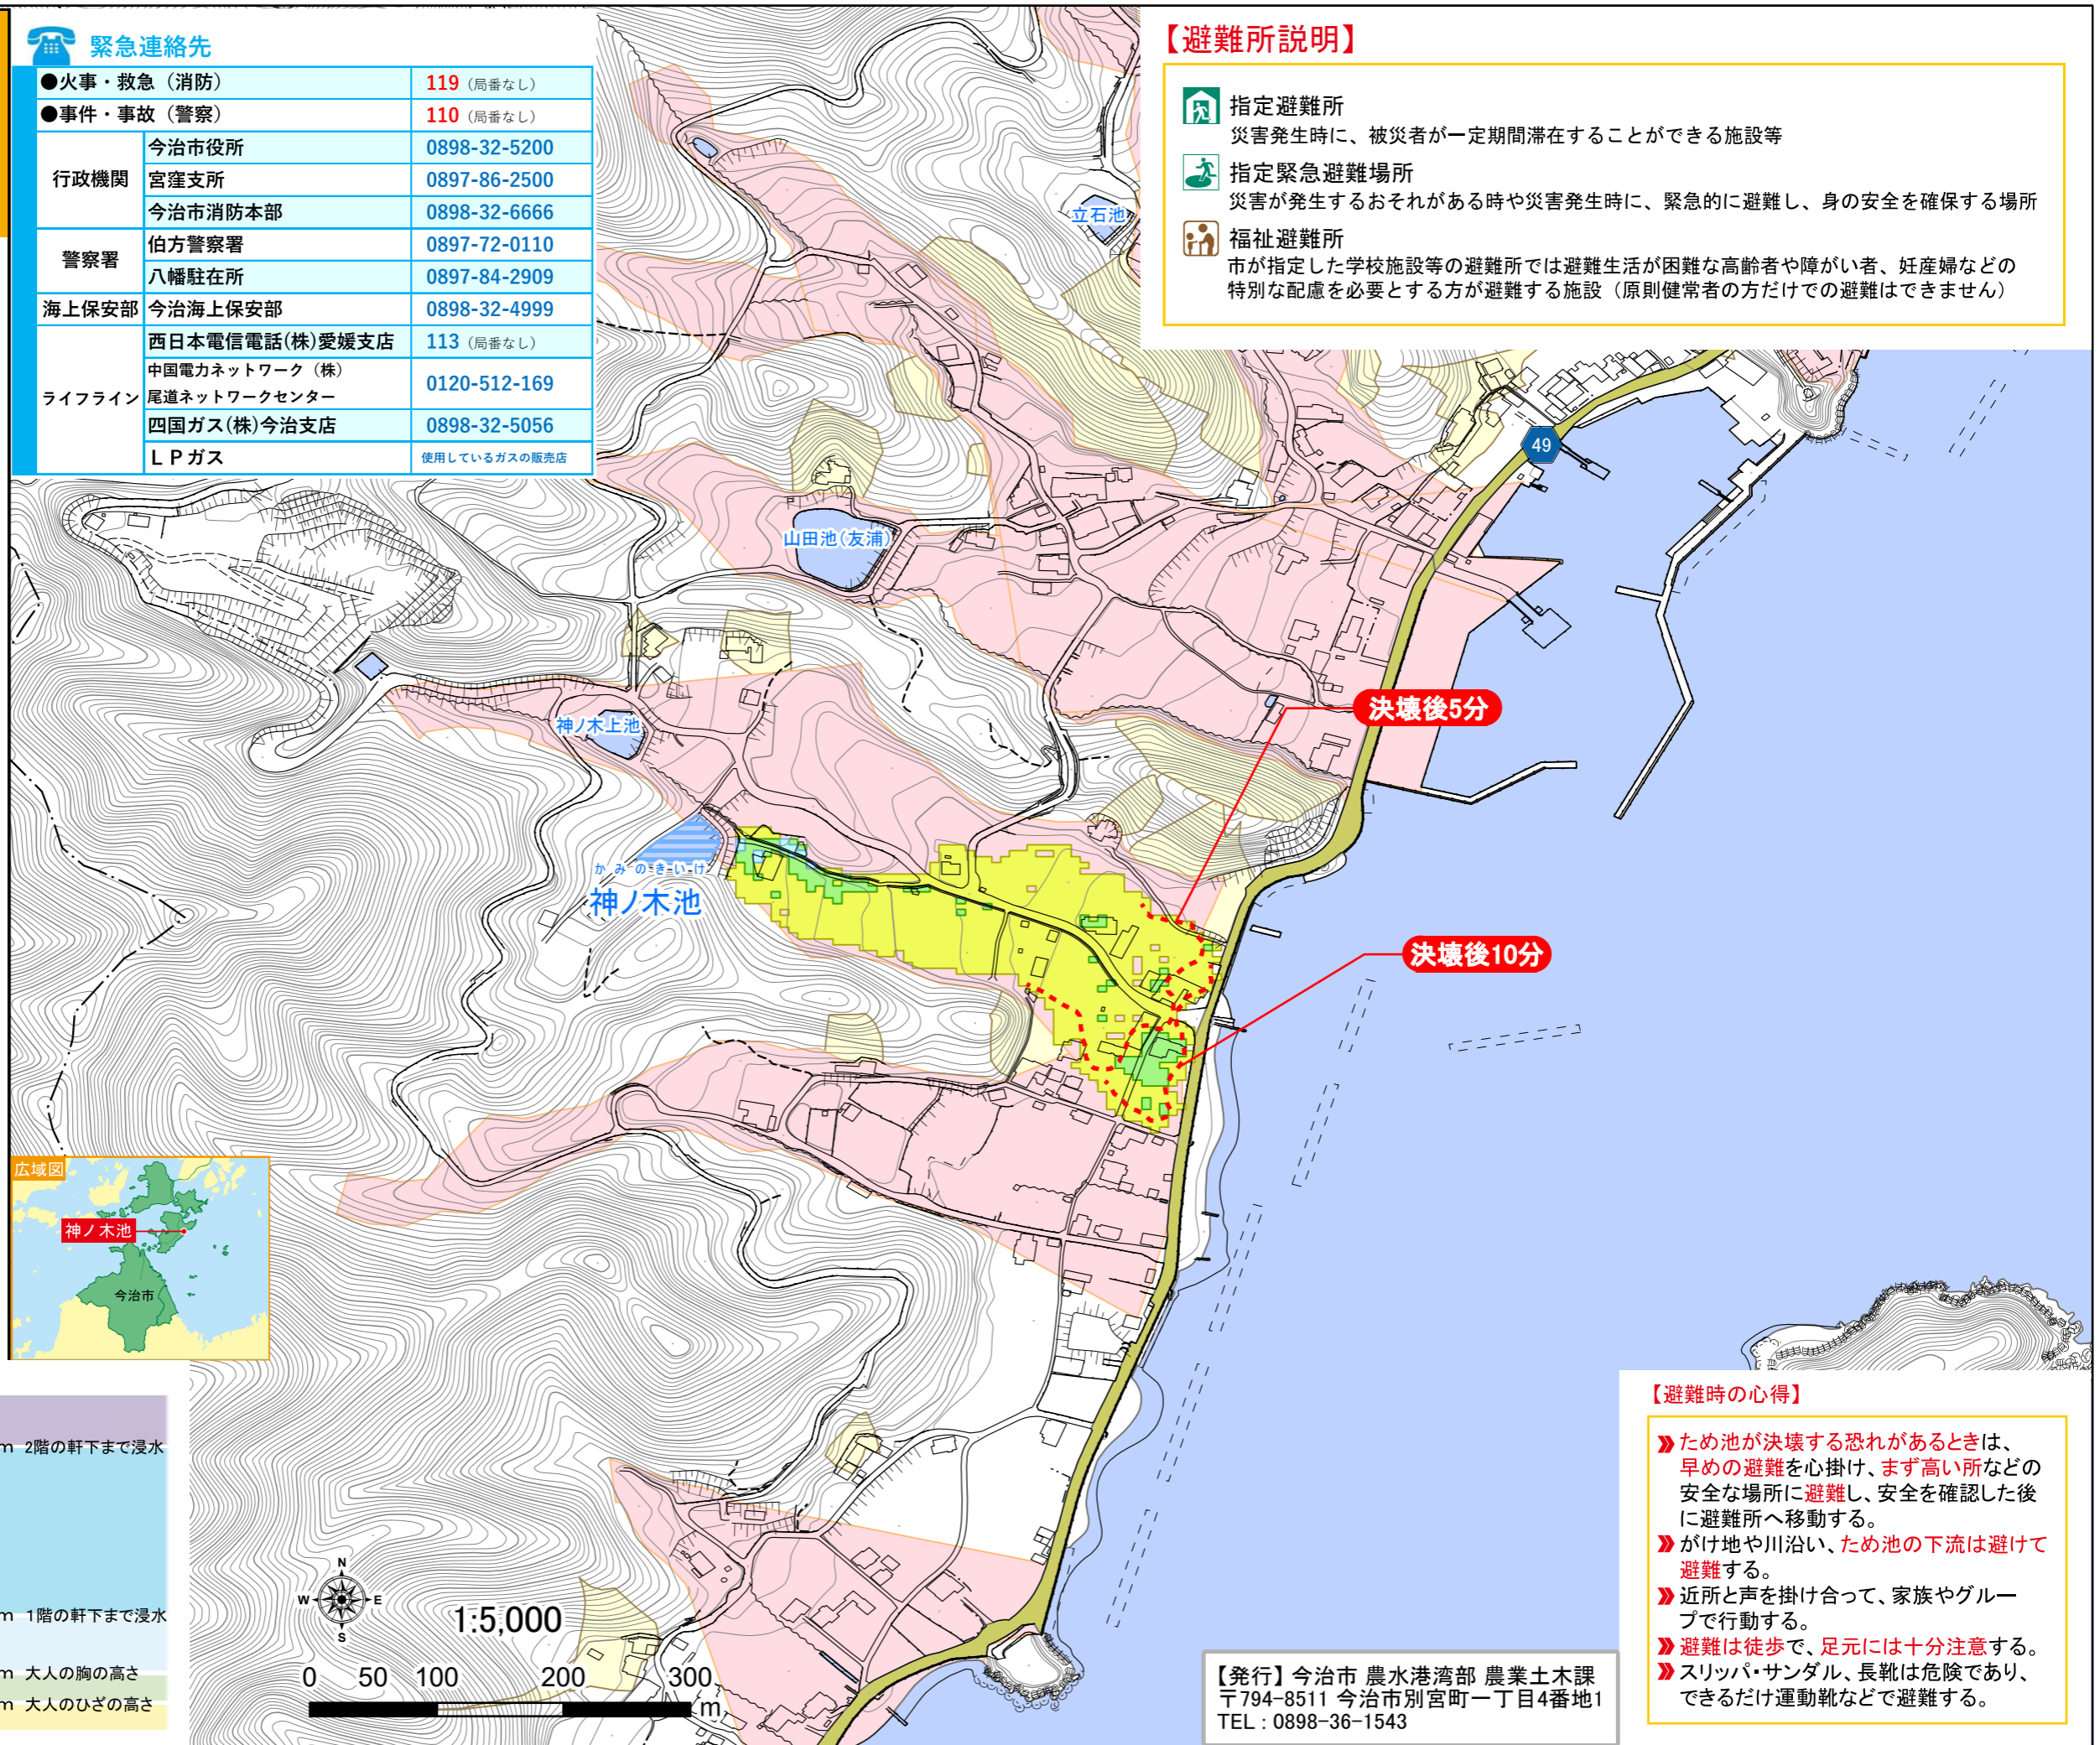 緊急連絡先
●火事・救急（消防） 119（局番なし）
●事件・事故（警察） 110（局番なし）
行政機関
今治市役所 0898-32-5200
宮窪支所 0897-86-2500
今治市消防本部 0898-32-6666
警察署
伯方警察署 0897-72-0110
八幡駐在所 0897-84-2909
海上保安部 今治海上保安部 0898-32-4999
ライフライン
西日本電信電話(株)愛媛支店 113（局番なし）
中国電力ネットワーク（株）
尾道ネットワークセンター 0120-512-169
四国ガス(株)今治支店 0898-32-5056
ＬＰガス 使用しているガスの販売店
【避難所説明】
指定避難所
災害発生時に、被災者が一定期間滞在することができる施設等
指定緊急避難場所
災害が発生するおそれがある時や災害発生時に、緊急的に避難し、身の安全を確保する場所
福祉避難所
市が指定した学校施設等の避難所では避難生活が困難な高齢者や障がい者、妊産婦などの
特別な配慮を必要とする方が避難する施設（原則健常者の方だけでの避難はできません）
立石池
49
山田池(友浦)
神ノ木上池
決壊後5分
かみのきいけ
神ノ木池
決壊後10分
広域図
神ノ木池
今治市
m 2階の軒下まで浸水
m 1階の軒下まで浸水
m 大人の胸の高さ
m 大人のひざの高さ
N
W E
S
1:5,000
0 50 100 200 300
m
【発行】今治市 農水港湾部 農業土木課
〒794-8511 今治市別宮町一丁目4番地1
TEL : 0898-36-1543
【避難時の心得】
ため池が決壊する恐れがあるときは、
早めの避難を心掛け、まず高い所などの
安全な場所に避難し、安全を確認した後
に避難所へ移動する。
がけ地や川沿い、ため池の下流は避けて
避難する。
近所と声を掛け合って、家族やグルー
プで行動する。
避難は徒歩で、足元には十分注意する。
スリッパ・サンダル、長靴は危険であり、
できるだけ運動靴などで避難する。